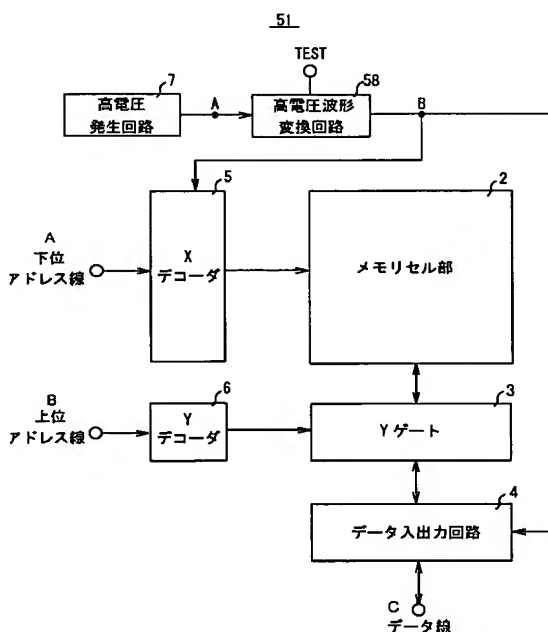 51
TEST
7
高電圧
発生回路
A
58
高電圧波形
変換回路
B
5
X
デコーダ
2
メモリセル部
A
下位
アドレス線
B
上位
アドレス線
6
Y
デコーダ
3
Yゲート
4
データ入出力回路
C
データ線